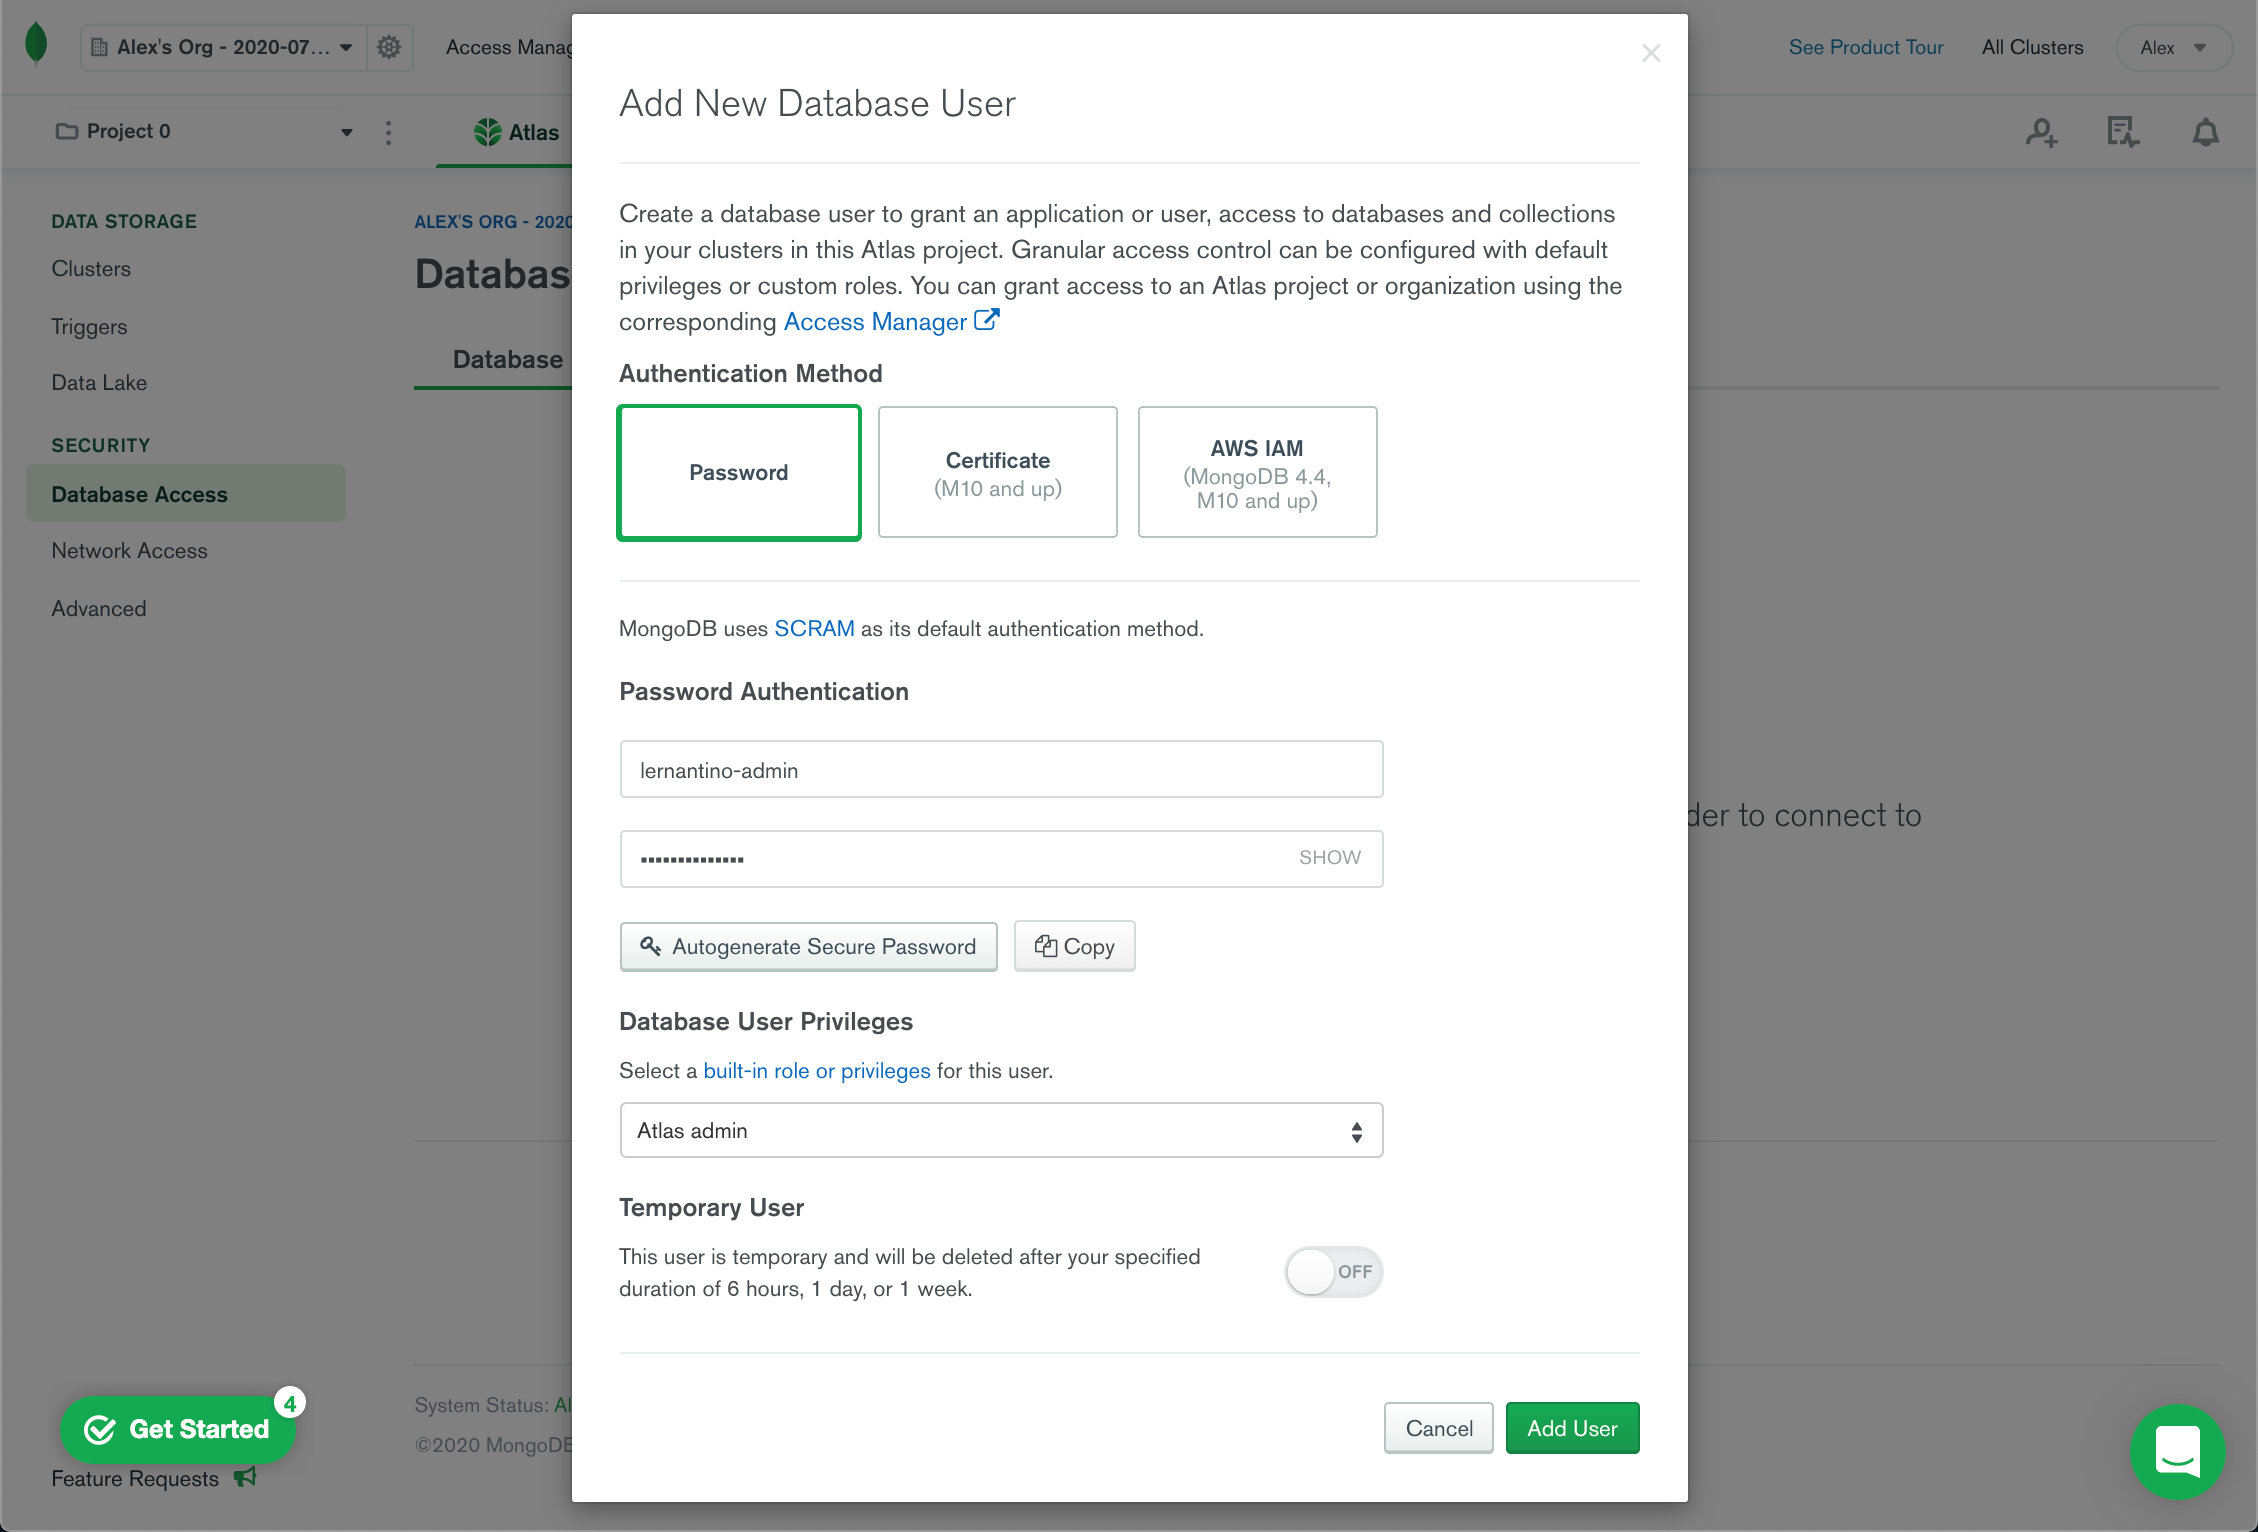 Alex's Org - 2020-07...
Access Manag
See Product Tour
All Clusters
Alex
Project 0
Atlas
DATA STORAGE
Clusters
Triggers
Data Lake
SECURITY
Database Access
Network Access
Advanced
ALEX'S ORG - 2020
Databas
Database
Add New Database User
Create a database user to grant an application or user, access to databases and collections
in your clusters in this Atlas project. Granular access control can be configured with default
privileges or custom roles. You can grant access to an Atlas project or organization using the
corresponding Access Manager
Authentication Method
Password
Certificate
(M10 and up)
AWS IAM
(MongoDB 4.4,
M10 and up)
MongoDB uses SCRAM as its default authentication method.
Password Authentication
lernantino-admin
SHOW
Autogenerate Secure Password
Copy
Database User Privileges
Select a built-in role or privileges for this user.
Atlas admin
Temporary User
This user is temporary and will be deleted after your specified
duration of 6 hours, 1 day, or 1 week.
OFF
Cancel
Add User
der to connect to
System Status: Al
©2020 MongoDB
Get Started
4
Feature Requests